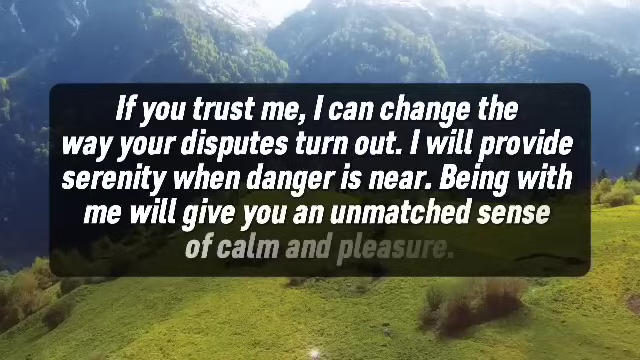 If you trust me, I can change the
way your disputes turn out. I will provide
serenity when danger is near. Being with
me will give you an unmatched sense
of calm and pleasure.